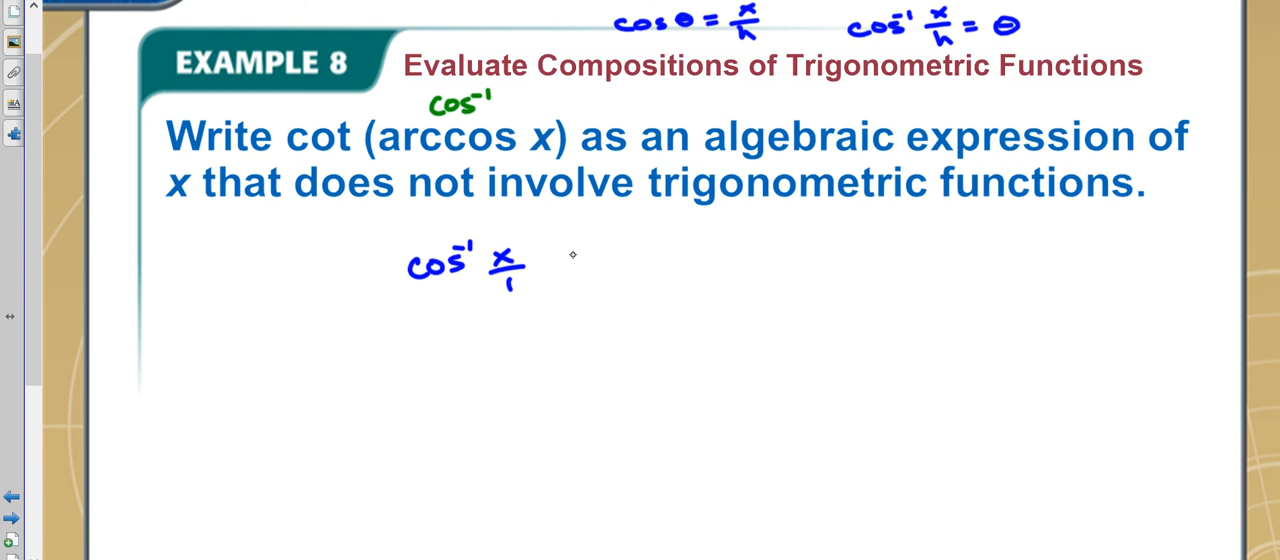 cos θ = x/h    cos⁻¹ x/h = θ
EXAMPLE 8 Evaluate Compositions of Trigonometric Functions
cos⁻¹
Write cot (arccos x) as an algebraic expression of
x that does not involve trigonometric functions.
cos⁻¹ x/1